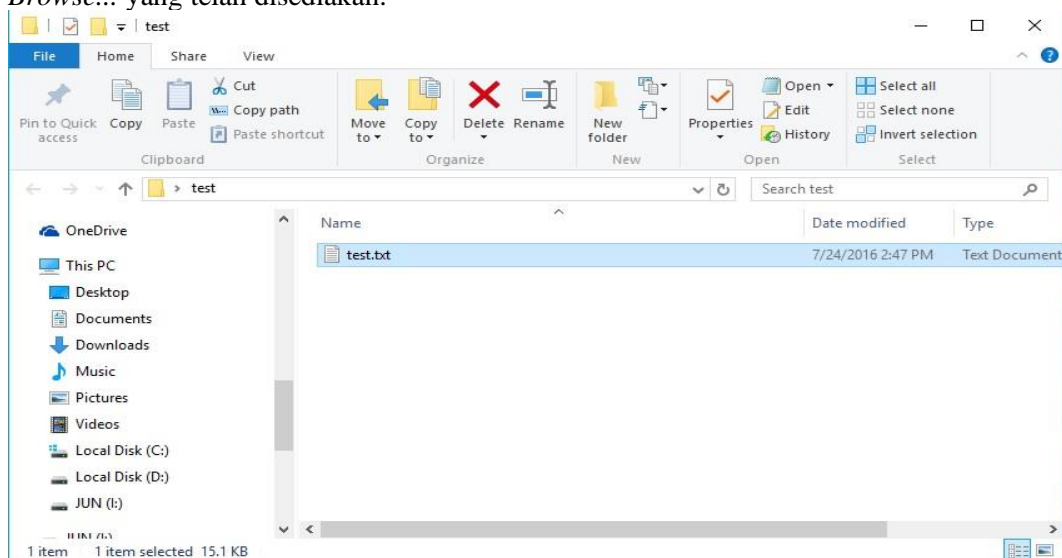 Browse... yang telah disediakan.
test
File Home Share View
Pin to Quick access
Copy
Paste
Cut
Copy path
Paste shortcut
Clipboard
Move to
Copy to
Delete
Rename
Organize
New folder
New
Properties
Open
Edit
History
Open
Select all
Select none
Invert selection
Select
test
Search test
OneDrive
This PC
Desktop
Documents
Downloads
Music
Pictures
Videos
Local Disk (C:)
Local Disk (D:)
JUN (I:)
JUN (I:)
Name Date modified Type
test.txt 7/24/2016 2:47 PM Text Document
1 item 1 item selected 15.1 KB